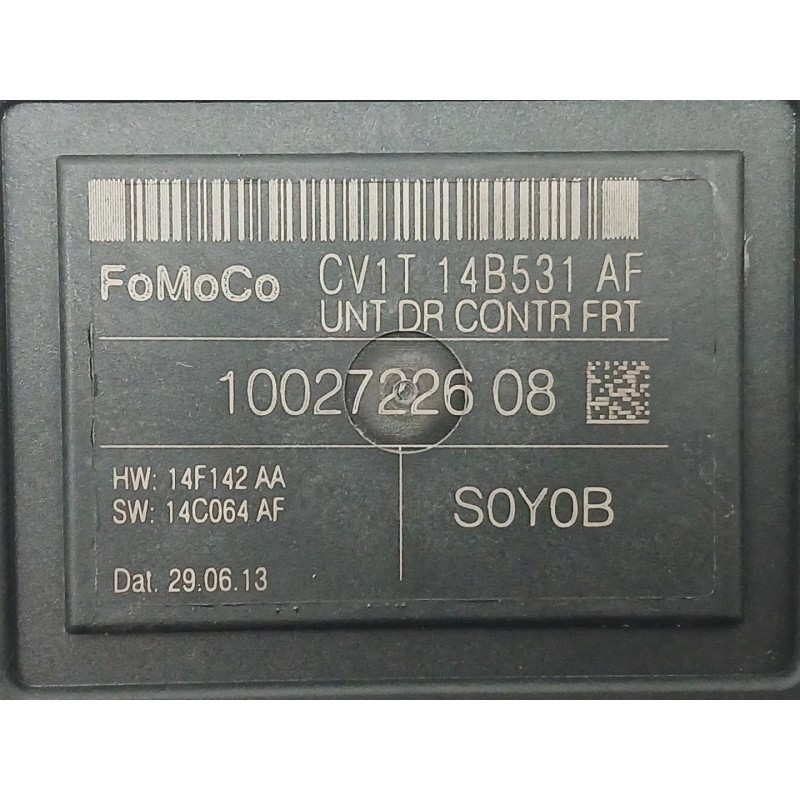 FoMoCo CV1T 14B531 AF
UNT DR CONTR FRT
10027226 08
HW: 14F142 AA
SW: 14C064 AF
S0Y0B
Dat. 29.06.13